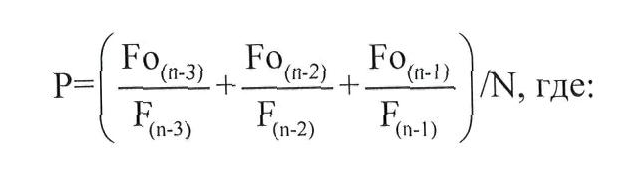 P=(Fo(n-3)/F(n-3) + Fo(n-2)/F(n-2) + Fo(n-1)/F(n-1))/N, где: